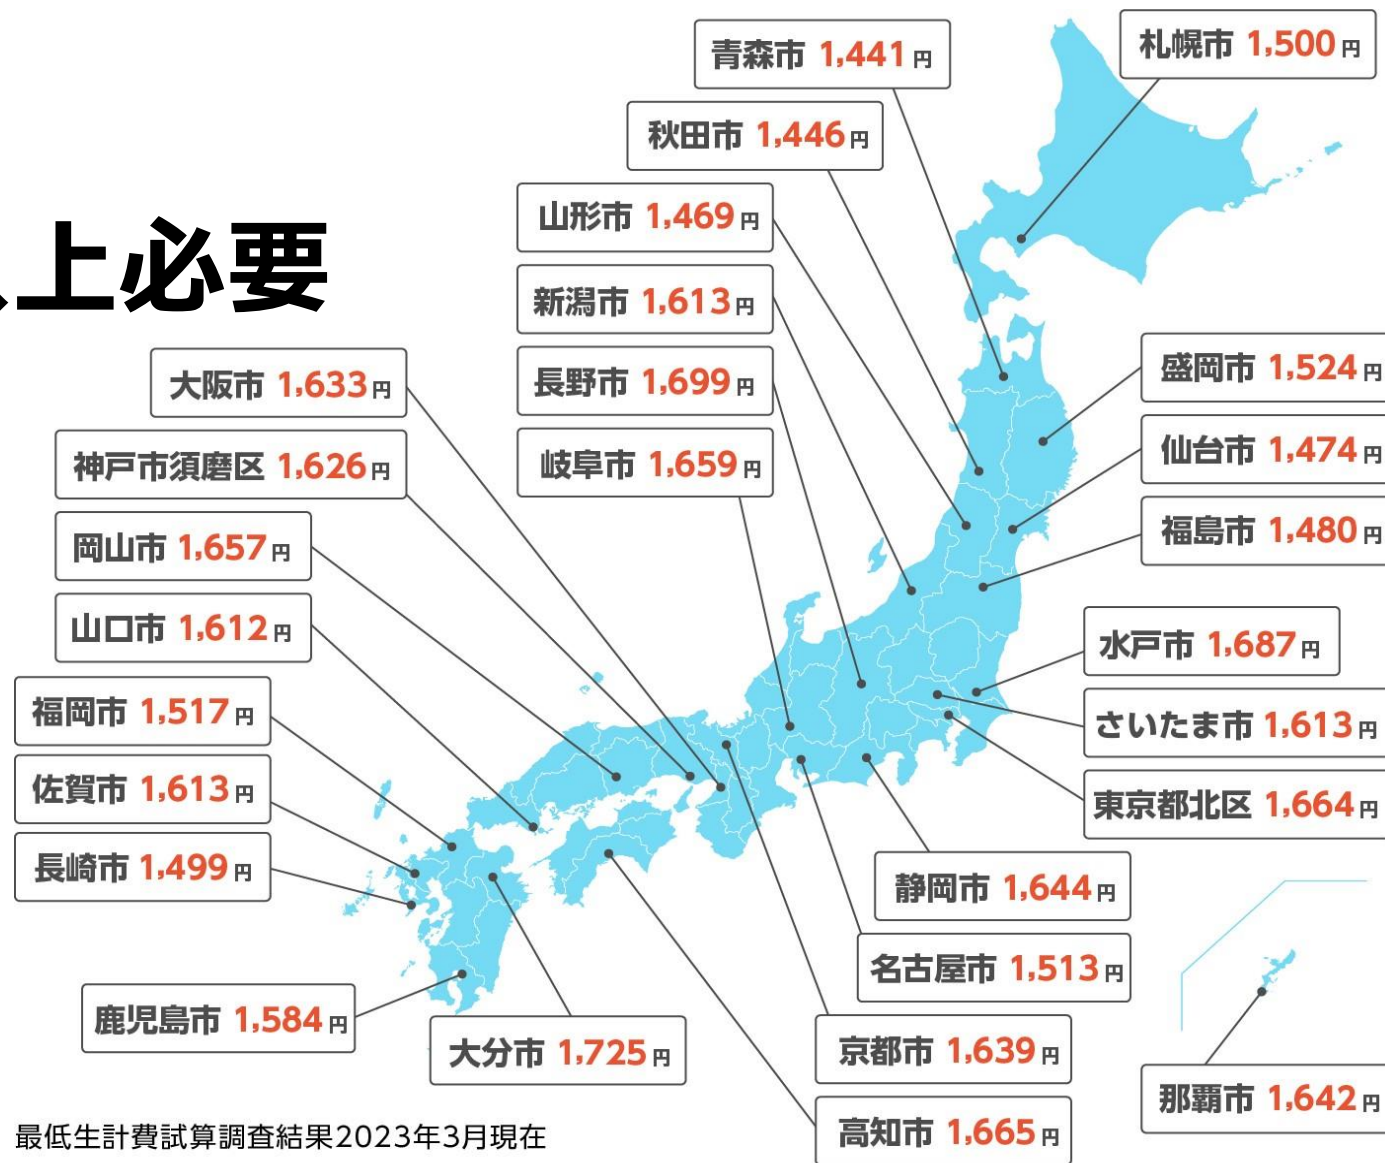 上必要
青森市 1,441円
札幌市 1,500円
秋田市 1,446円
山形市 1,469円
新潟市 1,613円
長野市 1,699円
岐阜市 1,659円
大阪市 1,633円
神戸市須磨区 1,626円
岡山市 1,657円
山口市 1,612円
福岡市 1,517円
佐賀市 1,613円
長崎市 1,499円
鹿児島市 1,584円
大分市 1,725円
盛岡市 1,524円
仙台市 1,474円
福島市 1,480円
水戸市 1,687円
さいたま市 1,613円
東京都北区 1,664円
静岡市 1,644円
名古屋市 1,513円
京都市 1,639円
高知市 1,665円
那覇市 1,642円
最低生計費試算調査結果2023年3月現在